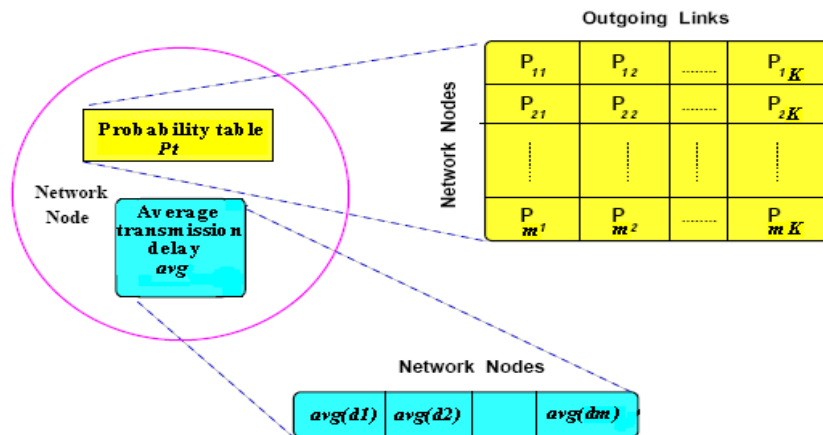 Outgoing Links
Network Nodes
P11 P12 ........ P1K
P21 P22 ........ P2K
........ ........ ........ ........
Pm1 Pm2 ........ PmK
Probability table
Pt
Network
Node
Average
transmission
delay
avg
Network Nodes
avg(d1) avg(d2) avg(dm)